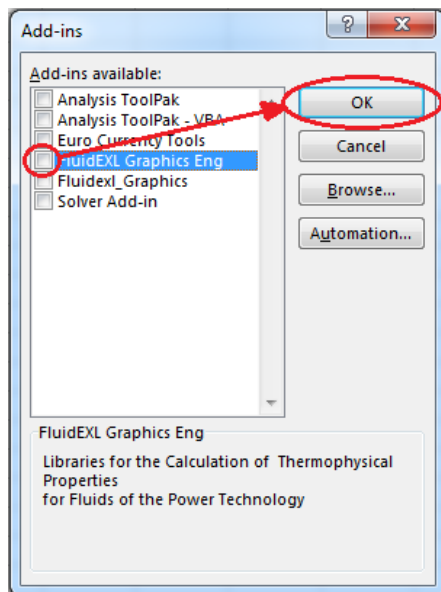 Add-ins
Add-ins available:
Analysis ToolPak
Analysis ToolPak - VBA
Euro Currency Tools
FluidEXL Graphics Eng
Fluidexl_Graphics
Solver Add-in
OK
Cancel
Browse...
Automation...
FluidEXL Graphics Eng
Libraries for the Calculation of Thermophysical
Properties
for Fluids of the Power Technology